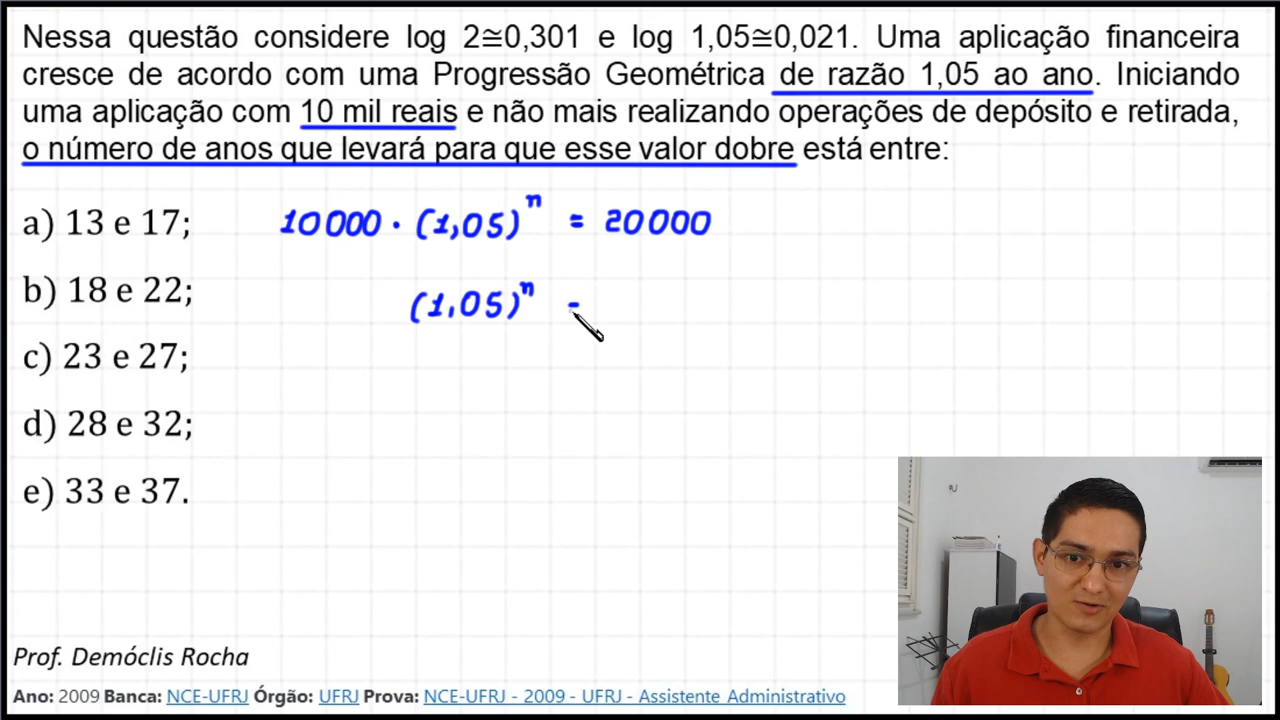 Nessa questão considere log 2≅0,301 e log 1,05≅0,021. Uma aplicação financeira
cresce de acordo com uma Progressão Geométrica de razão 1,05 ao ano. Iniciando
uma aplicação com 10 mil reais e não mais realizando operações de depósito e retirada,
o número de anos que levará para que esse valor dobre está entre:
a) 13 e 17;
10000 · (1,05)ⁿ = 20000
b) 18 e 22;
(1,05)ⁿ -
c) 23 e 27;
d) 28 e 32;
e) 33 e 37.
Prof. Demóclis Rocha
Ano: 2009 Banca: NCE-UFRJ Órgão: UFRJ Prova: NCE-UFRJ - 2009 - UFRJ - Assistente Administrativo